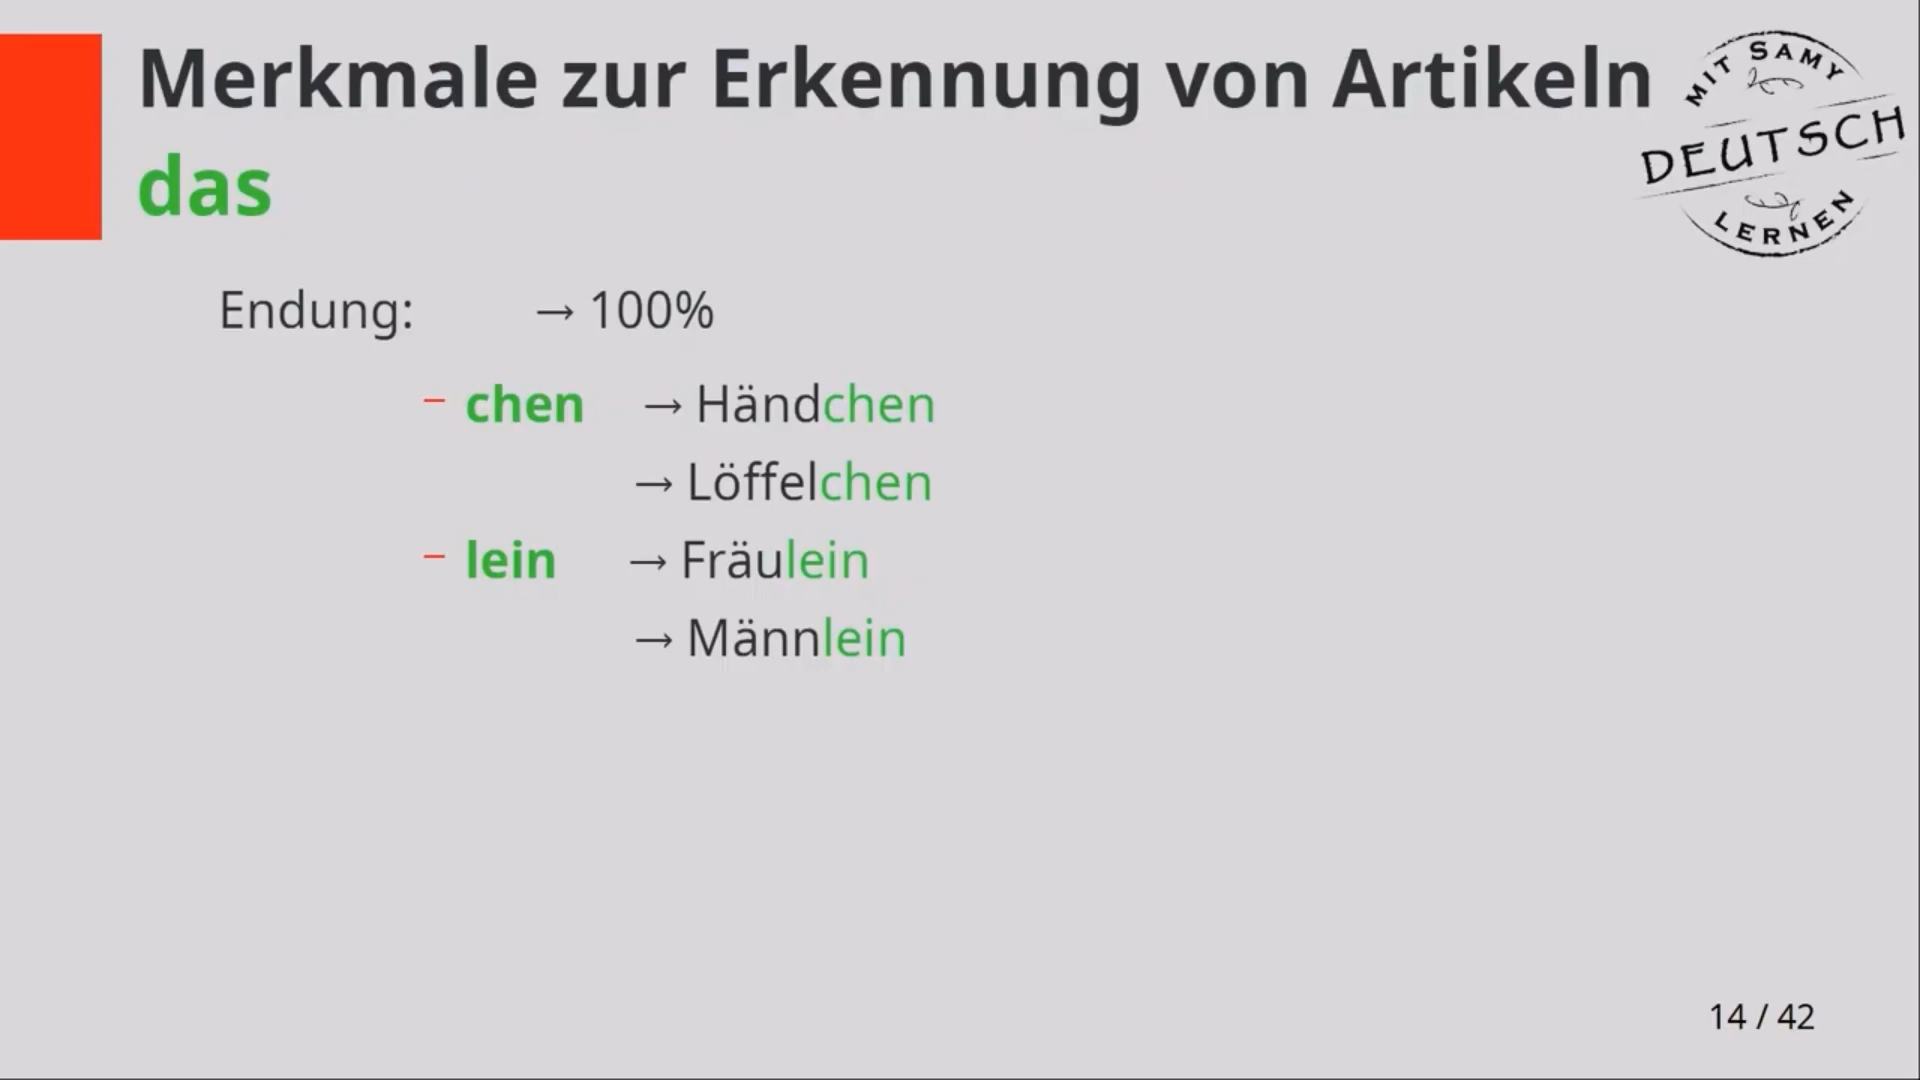 Merkmale zur Erkennung von Artikeln
das
MIT SAMY
DEUTSCH
LERNEN
Endung: → 100%
– chen → Händchen
→ Löffelchen
– lein → Fräulein
→ Männlein
14 / 42